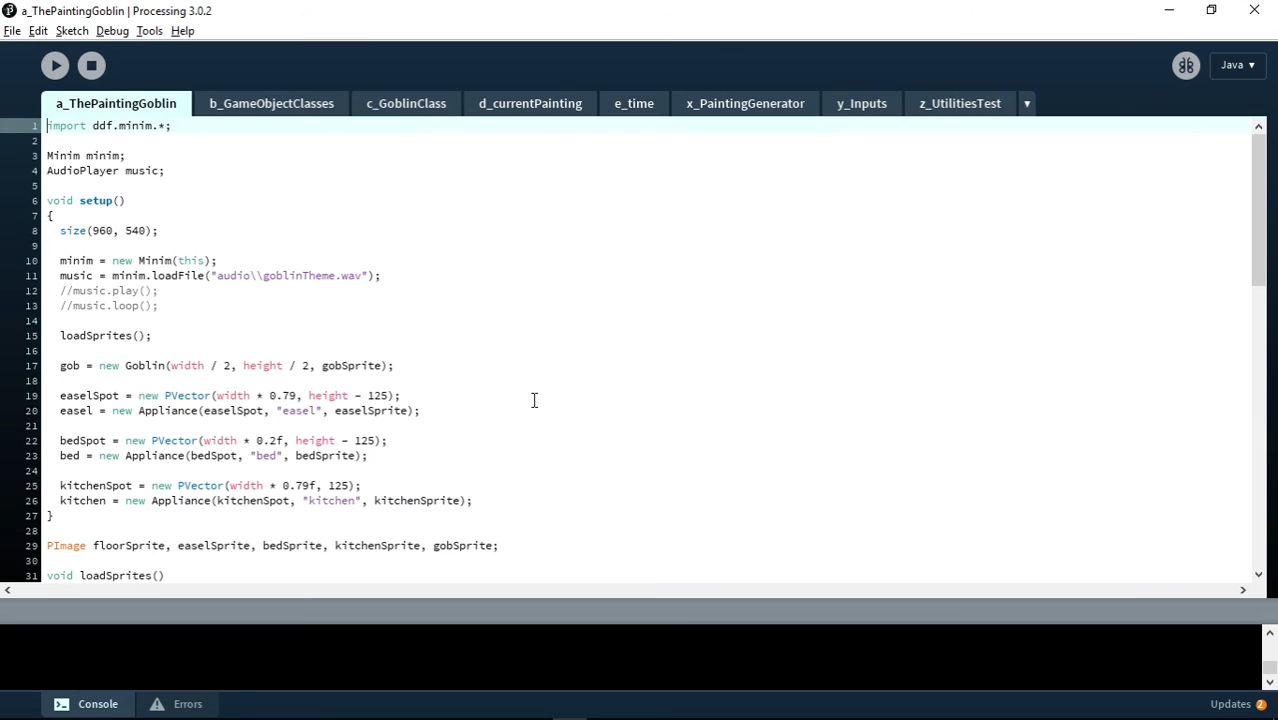 a_ThePaintingGoblin | Processing 3.0.2
File Edit Sketch Debug Tools Help
Java ▾
a_ThePaintingGoblin b_GameObjectClasses c_GoblinClass d_currentPainting e_time x_PaintingGenerator y_Inputs z_UtilitiesTest ▾
1 import ddf.minim.*;
2
3 Minim minim;
4 AudioPlayer music;
5
6 void setup()
7 {
8 size(960, 540);
9
10 minim = new Minim(this);
11 music = minim.loadFile("audio\\goblinTheme.wav");
12 //music.play();
13 //music.loop();
14
15 loadSprites();
16
17 gob = new Goblin(width / 2, height / 2, gobSprite);
18
19 easelSpot = new PVector(width * 0.79, height - 125);
20 easel = new Appliance(easelSpot, "easel", easelSprite);
21
22 bedSpot = new PVector(width * 0.2f, height - 125);
23 bed = new Appliance(bedSpot, "bed", bedSprite);
24
25 kitchenSpot = new PVector(width * 0.79f, 125);
26 kitchen = new Appliance(kitchenSpot, "kitchen", kitchenSprite);
27 }
28
29 PImage floorSprite, easelSprite, bedSprite, kitchenSprite, gobSprite;
30
31 void loadSprites()
Console Errors Updates 2